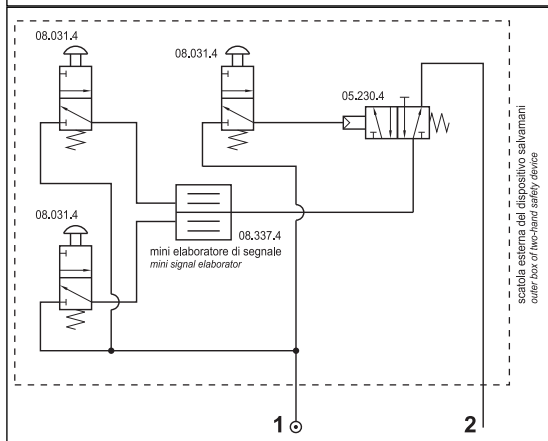 08.031.4
08.031.4
05.230.4
08.031.4
08.337.4
mini elaboratore di segnale
mini signal elaborator
scatola esterna del dispositivo salvamani
outer box of two-hand safety device
1
2